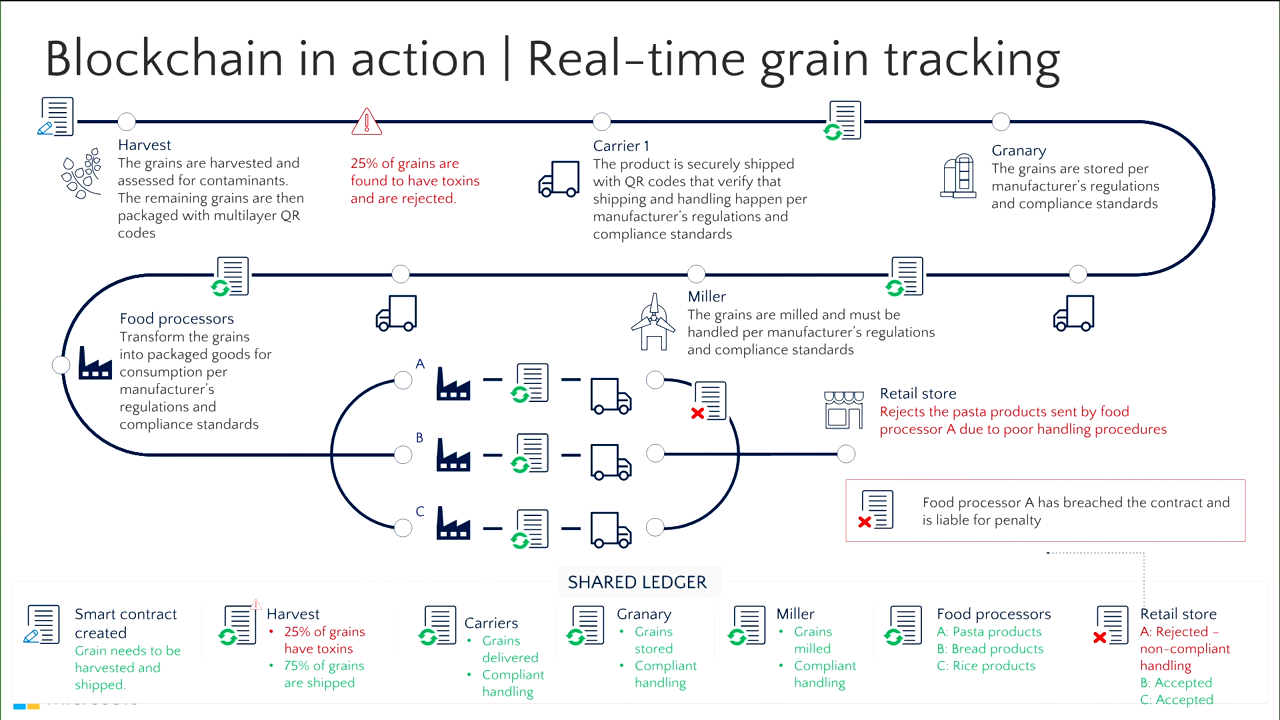 Blockchain in action | Real-time grain tracking
Harvest
The grains are harvested and
assessed for contaminants.
The remaining grains are then
packaged with multilayer QR
codes
25% of grains are
found to have toxins
and are rejected.
Carrier 1
The product is securely shipped
with QR codes that verify that
shipping and handling happen per
manufacturer's regulations and
compliance standards
Granary
The grains are stored per
manufacturer's regulations
and compliance standards
Miller
The grains are milled and must be
handled per manufacturer's regulations
and compliance standards
Food processors
Transform the grains
into packaged goods for
consumption per
manufacturer's
regulations and
compliance standards
A
B
C
Retail store
Rejects the pasta products sent by food
processor A due to poor handling procedures
Food processor A has breached the contract and
is liable for penalty
SHARED LEDGER
Smart contract
created
Grain needs to be
harvested and
shipped.
Harvest
• 25% of grains
have toxins
• 75% of grains
are shipped
Carriers
• Grains
delivered
• Compliant
handling
Granary
• Grains
stored
• Compliant
handling
Miller
• Grains
milled
• Compliant
handling
Food processors
A: Pasta products
B: Bread products
C: Rice products
Retail store
A: Rejected –
non-compliant
handling
B: Accepted
C: Accepted